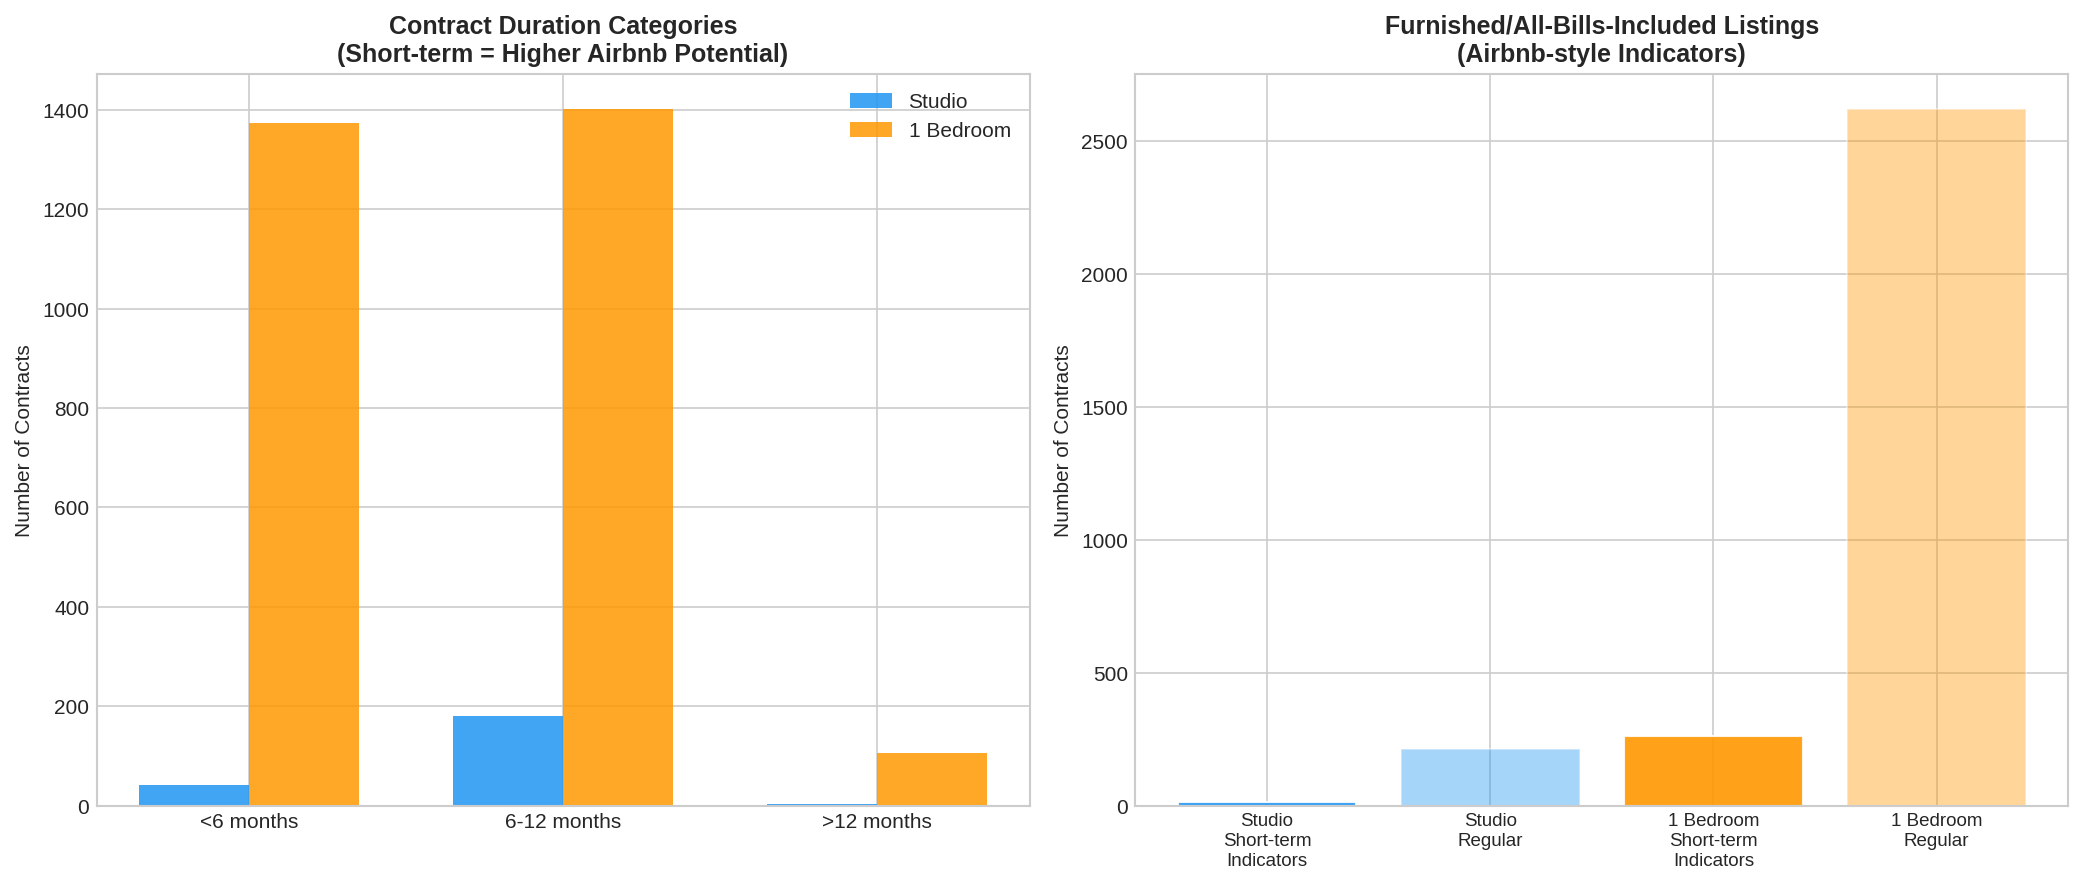 Contract Duration Categories
(Short-term = Higher Airbnb Potential)
Number of Contracts
1400
1200
1000
800
600
400
200
0
<6 months
6-12 months
>12 months
Studio
1 Bedroom
Furnished/All-Bills-Included Listings
(Airbnb-style Indicators)
Number of Contracts
2500
2000
1500
1000
500
0
Studio
Short-term
Indicators
Studio
Regular
1 Bedroom
Short-term
Indicators
1 Bedroom
Regular